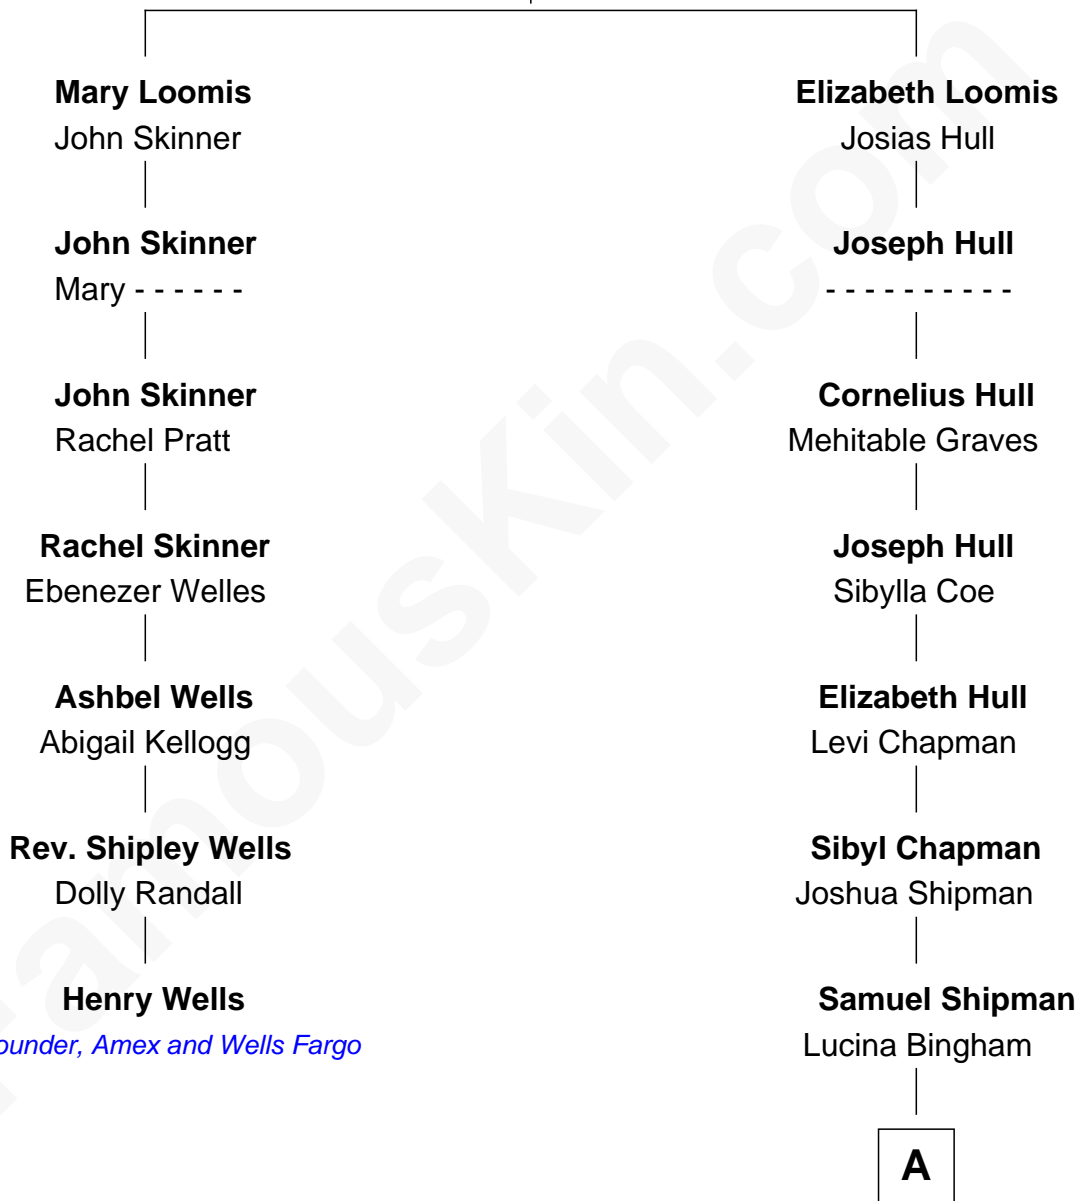 Mary Loomis
John Skinner
John Skinner
Mary - - - - - -
John Skinner
Rachel Pratt
Rachel Skinner
Ebenezer Welles
Ashbel Wells
Abigail Kellogg
Rev. Shipley Wells
Dolly Randall
Henry Wells
ounder, Amex and Wells Fargo
Elizabeth Loomis
Josias Hull
Joseph Hull
- - - - - - - - - -
Cornelius Hull
Mehitable Graves
Joseph Hull
Sibylla Coe
Elizabeth Hull
Levi Chapman
Sibyl Chapman
Joshua Shipman
Samuel Shipman
Lucina Bingham
A
FamousKin.com